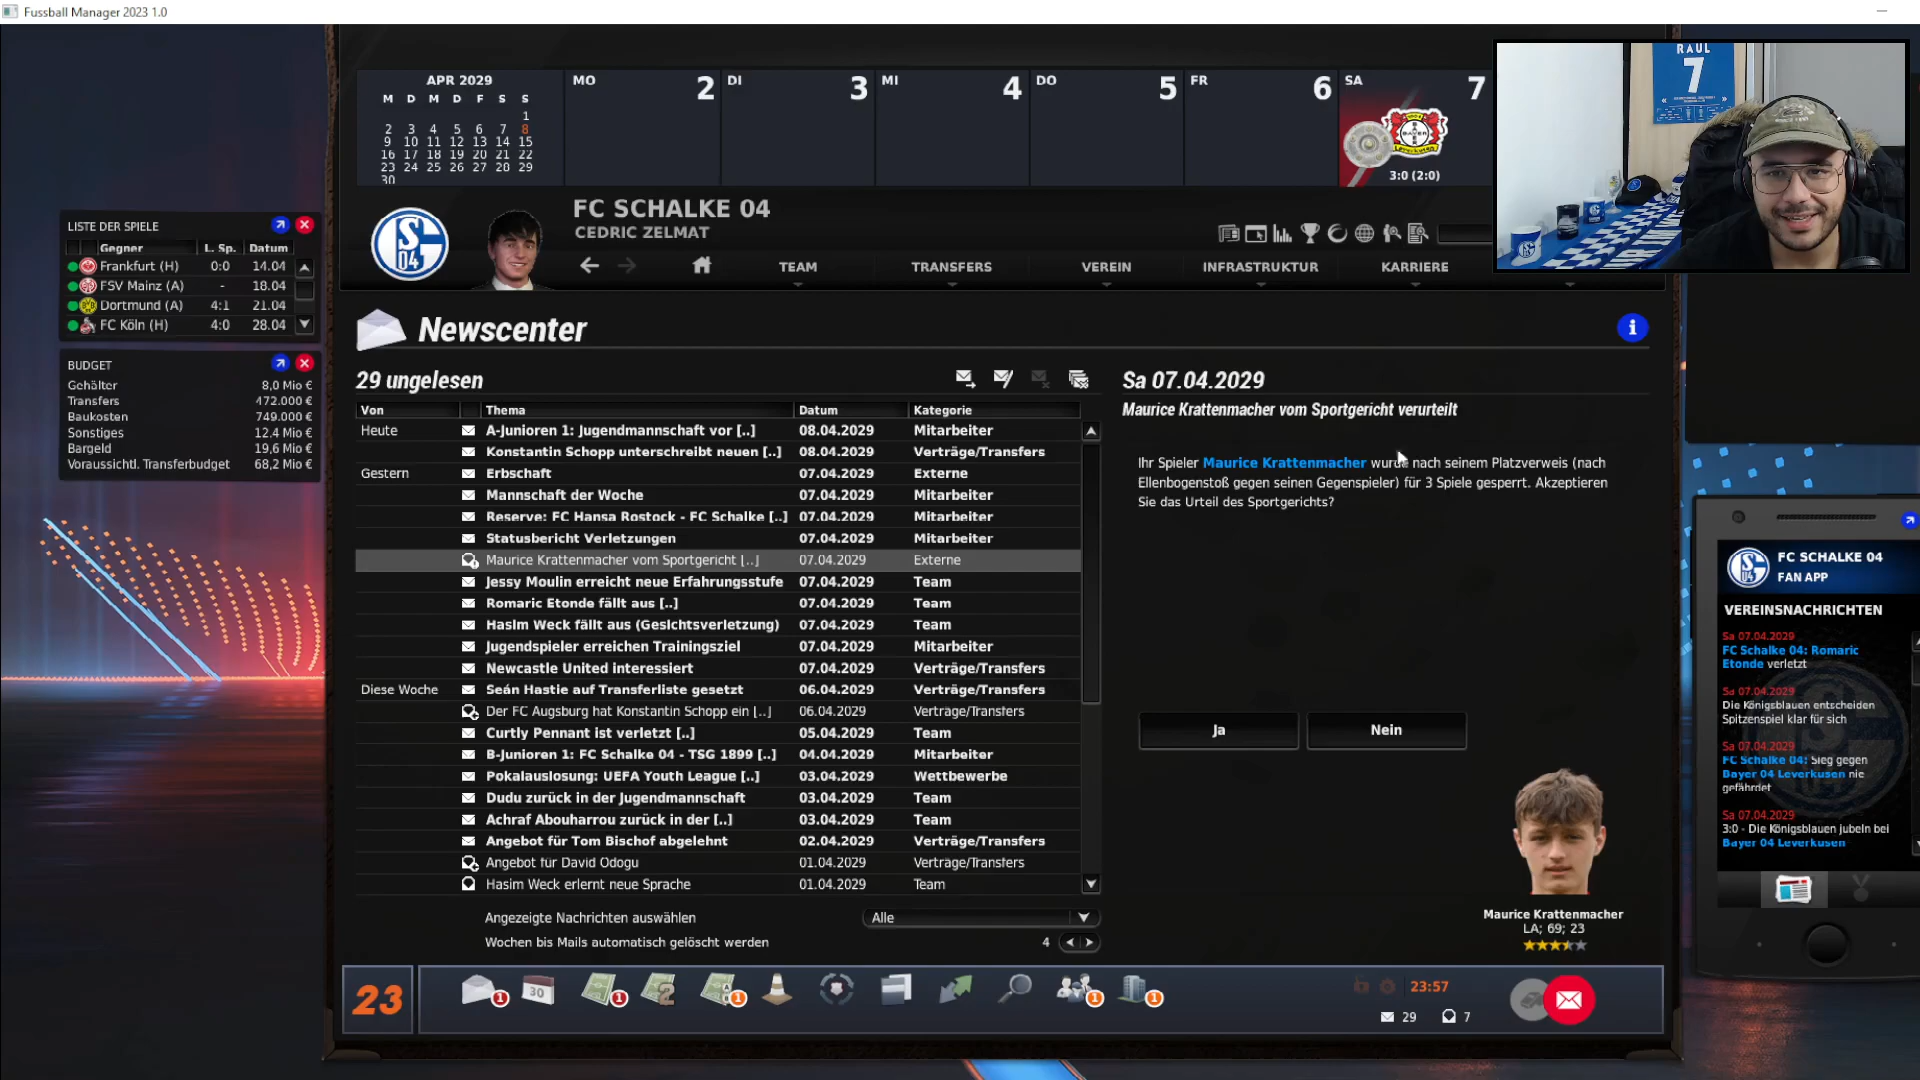 Fussball Manager 2023 1.0
APR 2029
M D M D F S S
1
2 3 4 5 6 7 8
9 10 11 12 13 14 15
16 17 18 19 20 21 22
23 24 25 26 27 28 29
30
MO 2
DI 3
MI 4
DO 5
FR 6
SA 7
3:0 (2:0)
RAUL
7
FC SCHALKE 04
CEDRIC ZELMAT
TEAM TRANSFERS VEREIN INFRASTRUKTUR KARRIERE
LISTE DER SPIELE
Gegner L. Sp. Datum
Frankfurt (H) 0:0 14.04
FSV Mainz (A) - 18.04
Dortmund (A) 4:1 21.04
FC Köln (H) 4:0 28.04
BUDGET
Gehälter 8,0 Mio €
Transfers 472.000 €
Baukosten 749.000 €
Sonstiges 12,4 Mio €
Bargeld 19,6 Mio €
Voraussichtl. Transferbudget 68,2 Mio €
Newscenter
29 ungelesen
Von Thema Datum Kategorie
Heute A-Junioren 1: Jugendmannschaft vor [..] 08.04.2029 Mitarbeiter
Konstantin Schopp unterschreibt neuen [..] 08.04.2029 Verträge/Transfers
Gestern Erbschaft 07.04.2029 Externe
Mannschaft der Woche 07.04.2029 Mitarbeiter
Reserve: FC Hansa Rostock - FC Schalke [..] 07.04.2029 Mitarbeiter
Statusbericht Verletzungen 07.04.2029 Mitarbeiter
Maurice Krattenmacher vom Sportgericht [..] 07.04.2029 Externe
Jessy Moulin erreicht neue Erfahrungsstufe 07.04.2029 Team
Romaric Etonde fällt aus [..] 07.04.2029 Team
Hasim Weck fällt aus (Gesichtsverletzung) 07.04.2029 Team
Jugendspieler erreichen Trainingsziel 07.04.2029 Mitarbeiter
Newcastle United interessiert 07.04.2029 Verträge/Transfers
Diese Woche Seán Hastie auf Transferliste gesetzt 06.04.2029 Verträge/Transfers
Der FC Augsburg hat Konstantin Schopp ein [..] 06.04.2029 Verträge/Transfers
Curtly Pennant ist verletzt [..] 05.04.2029 Team
B-Junioren 1: FC Schalke 04 - TSG 1899 [..] 04.04.2029 Mitarbeiter
Pokalauslosung: UEFA Youth League [..] 03.04.2029 Wettbewerbe
Dudu zurück in der Jugendmannschaft 03.04.2029 Team
Achraf Abouharrou zurück in der [..] 03.04.2029 Team
Angebot für Tom Bischof abgelehnt 02.04.2029 Verträge/Transfers
Angebot für David Odogu 01.04.2029 Verträge/Transfers
Hasim Weck erlernt neue Sprache 01.04.2029 Team
Angezeigte Nachrichten auswählen Alle
Wochen bis Mails automatisch gelöscht werden 4
Sa 07.04.2029
Maurice Krattenmacher vom Sportgericht verurteilt
Ihr Spieler Maurice Krattenmacher wurde nach seinem Platzverweis (nach
Ellenbogenstoß gegen seinen Gegenspieler) für 3 Spiele gesperrt. Akzeptieren
Sie das Urteil des Sportgerichts?
Ja Nein
Maurice Krattenmacher
LA; 69; 23
FC SCHALKE 04
FAN APP
VEREINSNACHRICHTEN
Sa 07.04.2029
FC Schalke 04: Romaric
Etonde verletzt
Sa 07.04.2029
Die Königsblauen entscheiden
Spitzenspiel klar für sich
Sa 07.04.2029
FC Schalke 04: Sieg gegen
Bayer 04 Leverkusen nie
gefährdet
Sa 07.04.2029
3:0 - Die Königsblauen jubeln bei
Bayer 04 Leverkusen
23
1 30 1 2 1 1 1
23:57
29 7